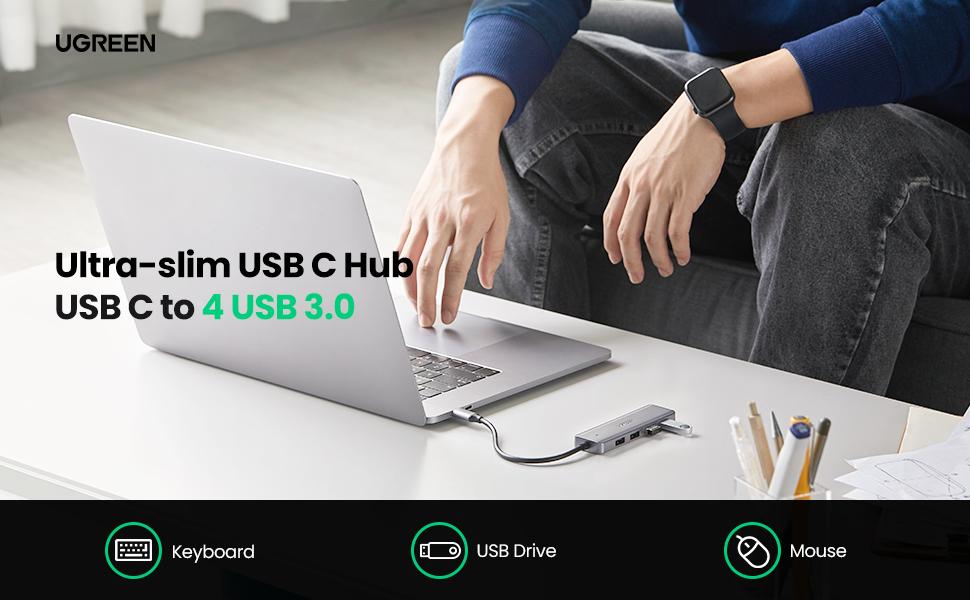 UGREEN
Ultra-slim USB C Hub
USB C to 4 USB 3.0
Keyboard
USB Drive
Mouse